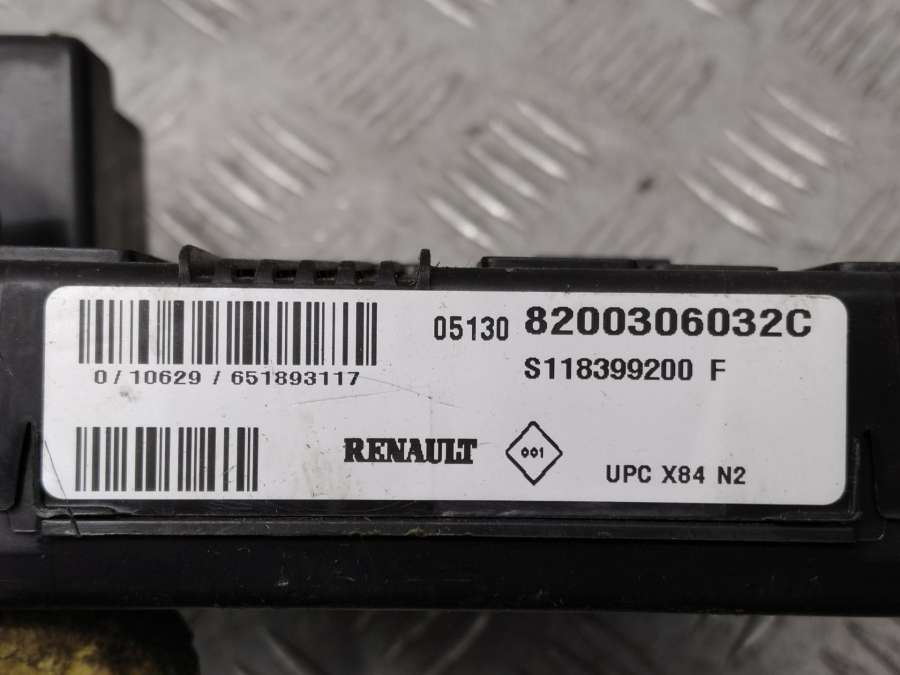 05130 8200306032C
S118399200 F
0/10629/651893117
RENAULT 001 UPC X84 N2